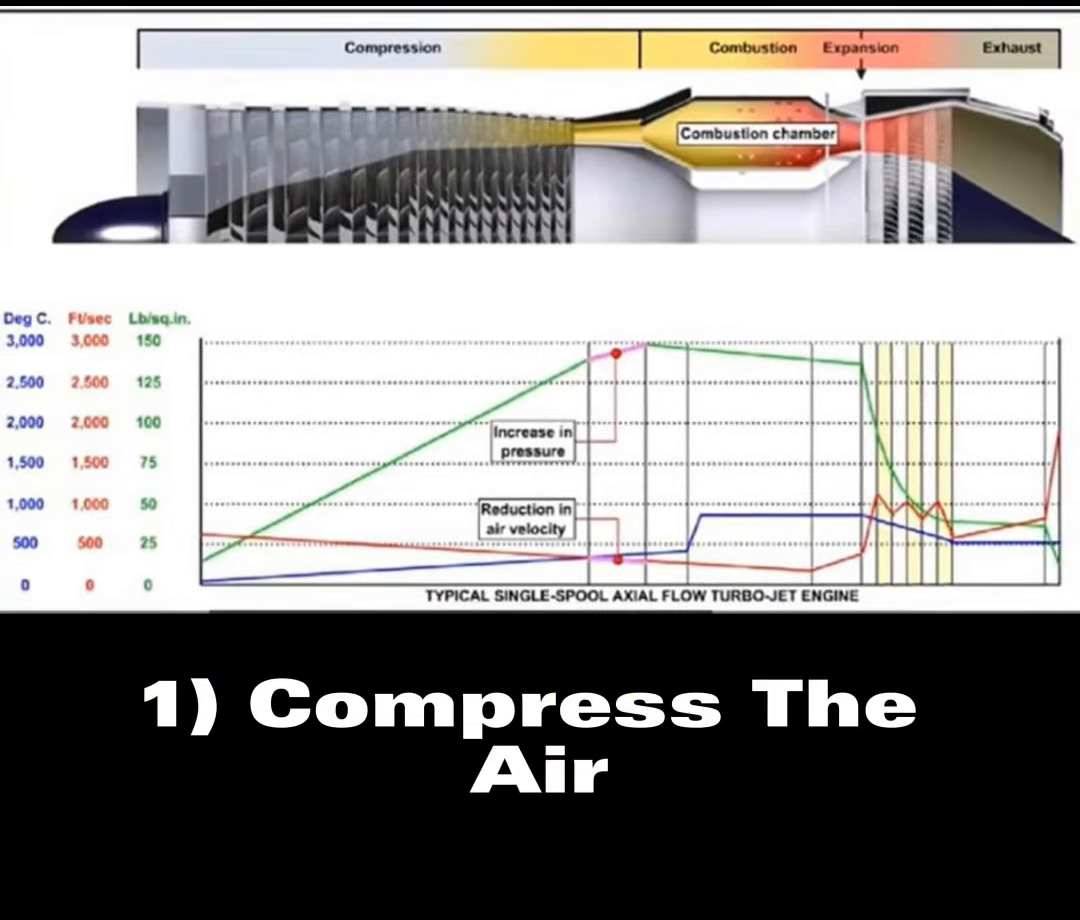 Compression Combustion Expansion Exhaust
Combustion chamber
Deg C. Ft/sec Lb/sq.in.
3,000 3,000 150
2,500 2,500 125
2,000 2,000 100
1,500 1,500 75
1,000 1,000 50
500 500 25
0 0 0
Increase in
pressure
Reduction in
air velocity
TYPICAL SINGLE-SPOOL AXIAL FLOW TURBO-JET ENGINE
1) Compress The
Air